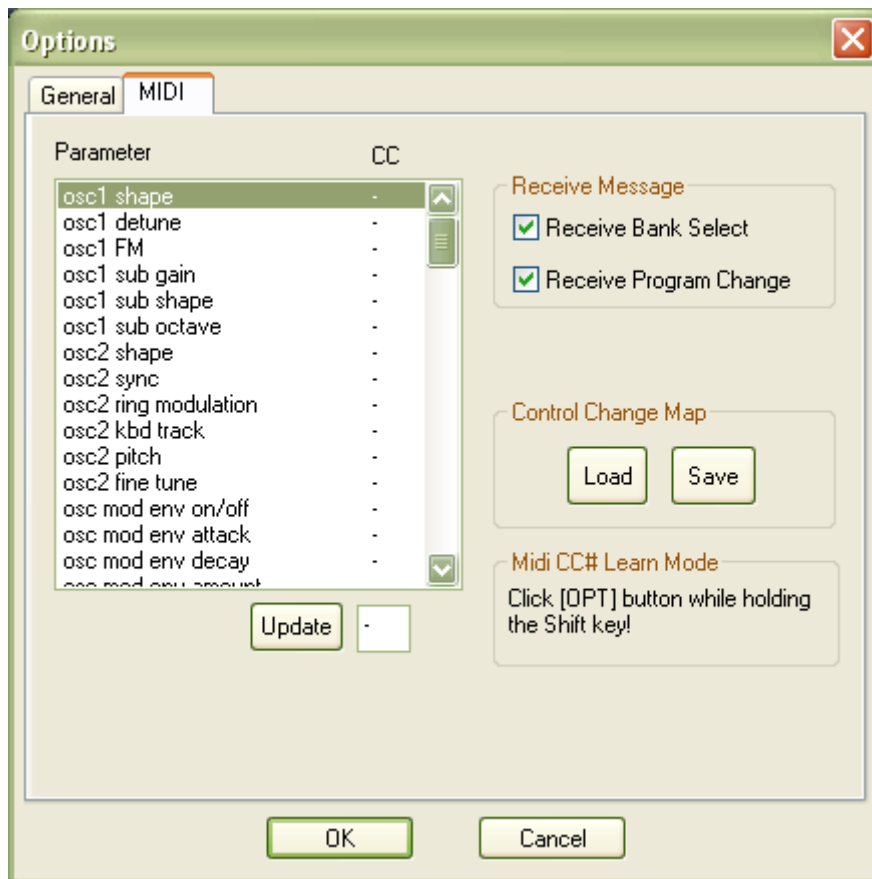 Options
General MIDI
Parameter CC
osc1 shape -
osc1 detune -
osc1 FM -
osc1 sub gain -
osc1 sub shape -
osc1 sub octave -
osc2 shape -
osc2 sync -
osc2 ring modulation -
osc2 kbd track -
osc2 pitch -
osc2 fine tune -
osc mod env on/off -
osc mod env attack -
osc mod env decay -
osc mod env amount
Update -
Receive Message
Receive Bank Select
Receive Program Change
Control Change Map
Load Save
Midi CC# Learn Mode
Click [OPT] button while holding
the Shift key!
OK Cancel